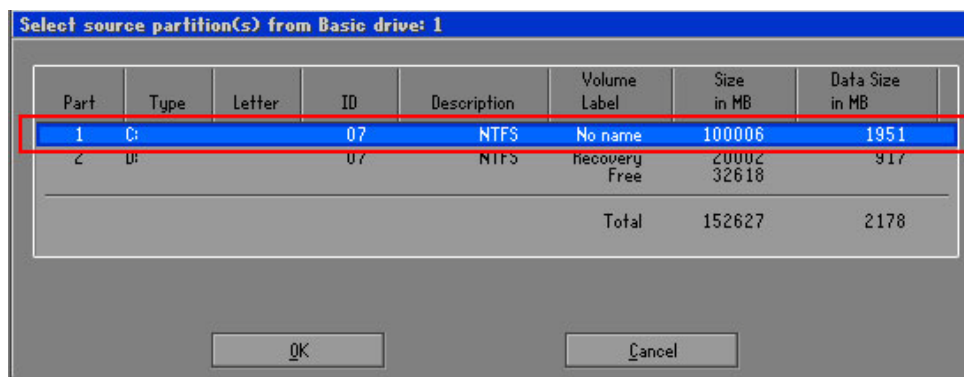 Select source partition(s) from Basic drive: 1
Part Type Letter ID Description Volume Label Size in MB Data Size in MB
1 C: 07 NTFS No name 100006 1951
2 D: 07 NTFS Recovery 20002 917
Free 32618
Total 152627 2178
OK Cancel